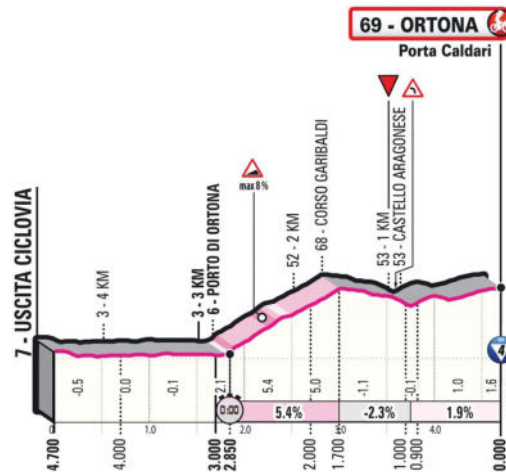 69 - ORTONA
Porta Caldari
7 - USCITA CICLOVIA
3 - 4 KM
3 - 3 KM
6 - PORTO DI ORTONA
max 8%
52 - 2 KM
68 - CORSO GARIBALDI
53 - 1 KM
53 - CASTELLO ARAGONESE
-0.5
0.0
-0.1
2.1
5.4
5.0
-1.1
-0.1
1.0
1.6
4
0:00
5.4%
-2.3%
1.9%
0
1.0
2.0
3.0
4.0
4.700
4.000
3.000
2.850
2.000
1.700
1.000
0.900
0.000